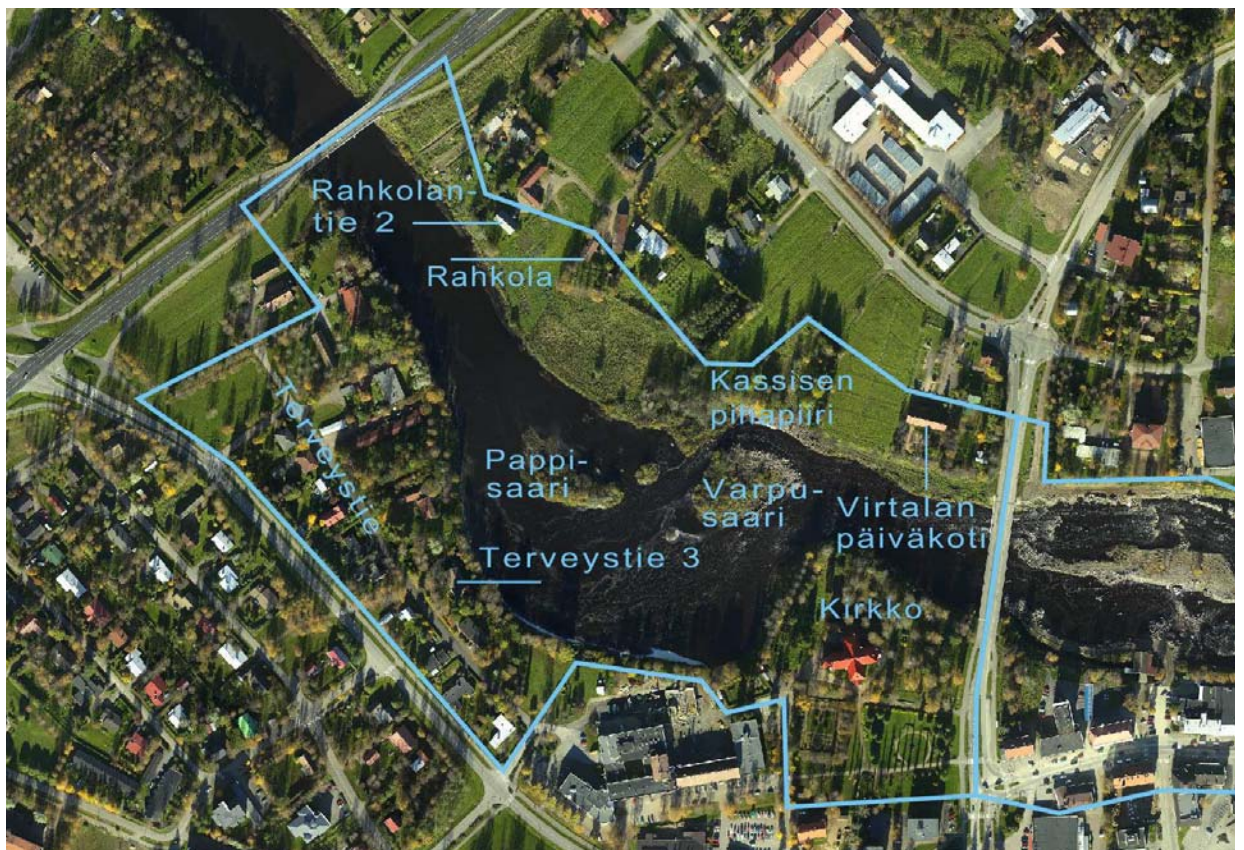 Rahkolan-
tie 2
Rahkola
Terveystie
Kassisen
pihapiiri
Pappi-
saari
Varpu-
saari
Virtalan
päiväkoti
Terveystie 3
Kirkko